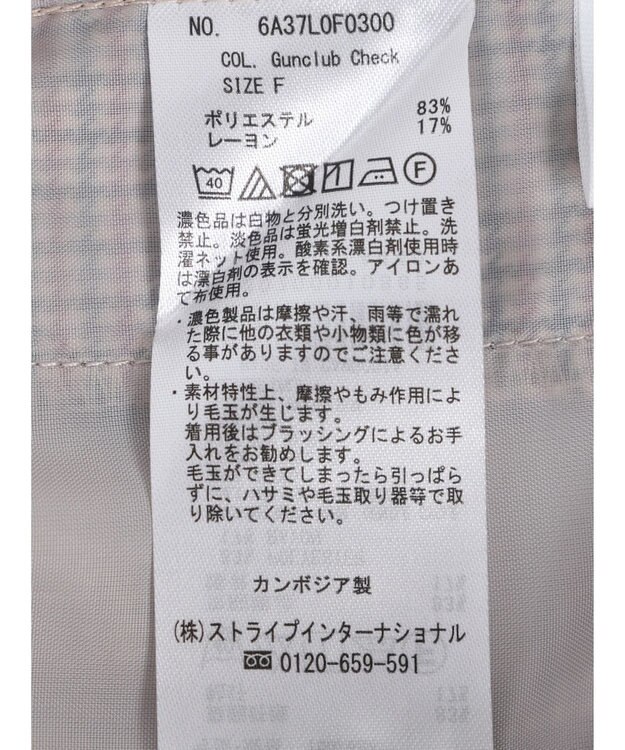 NO. 6A37L0F0300
COL. Gunclub Check
SIZE F
ポリエステル 83%
レーヨン 17%
40 F
濃色品は白物と分別洗い。つけ置き
禁止。淡色品は蛍光増白剤禁止。洗
濯ネット使用。酸素系漂白剤使用時
は漂白剤の表示を確認。アイロンあ
て布使用。
・濃色製品は摩擦や汗、雨等で濡れ
た際に他の衣類や小物類に色が移
る事がありますのでご注意くださ
い。
・素材特性上、摩擦やもみ作用によ
り毛玉が生じます。
着用後はブラッシングによるお手
入れをお勧めします。
毛玉ができてしまったら引っぱら
ずに、ハサミや毛玉取り器等で取
り除いてください。
カンボジア製
(株)ストライプインターナショナル
0120-659-591